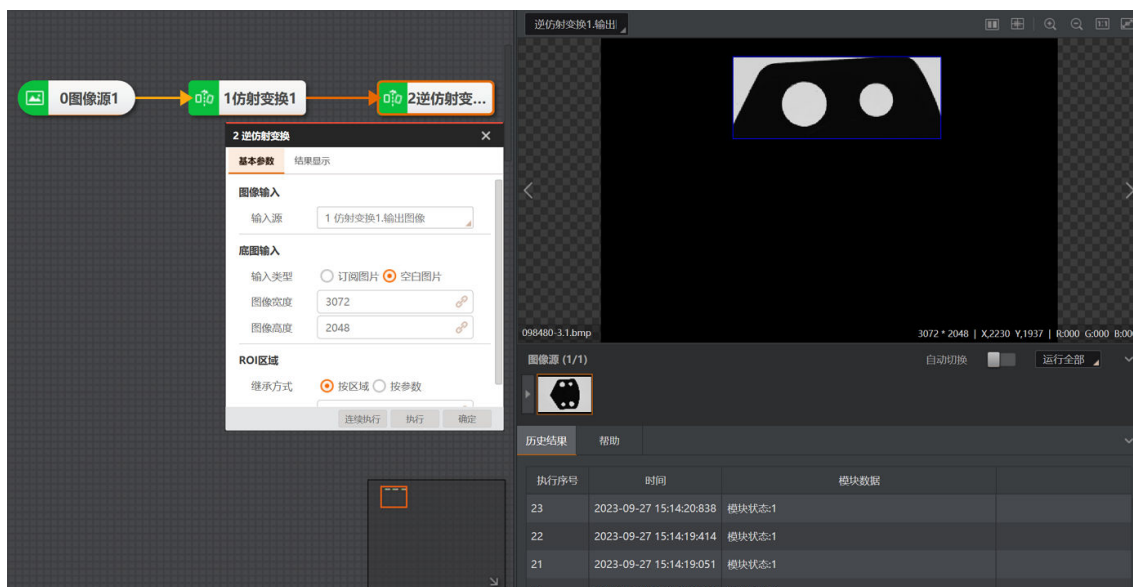 逆仿射变换1.输出
0图像源1
1仿射变换1
2逆仿射变...
2 逆仿射变换
基本参数 结果显示
图像输入
输入源 1 仿射变换1.输出图像
底图输入
输入类型 订阅图片 空白图片
图像宽度 3072
图像高度 2048
ROI区域
继承方式 按区域 按参数
连续执行 执行 确定
1:1
098480-3.1.bmp
3072 * 2048 | X,2230 Y,1937 | R:000 G:000 B:00
图像源 (1/1)
自动切换
运行全部
历史结果 帮助
执行序号 时间 模块数据
23 2023-09-27 15:14:20:838 模块状态:1
22 2023-09-27 15:14:19:414 模块状态:1
21 2023-09-27 15:14:19:051 模块状态:1